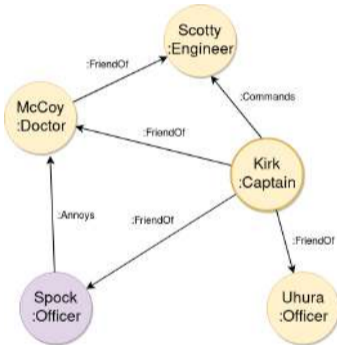 Scotty
:Engineer
:FriendOf
McCoy
:Doctor
:Commands
:FriendOf
Kirk
:Captain
:Annoys
:FriendOf
:FriendOf
Spock
:Officer
Uhura
:Officer